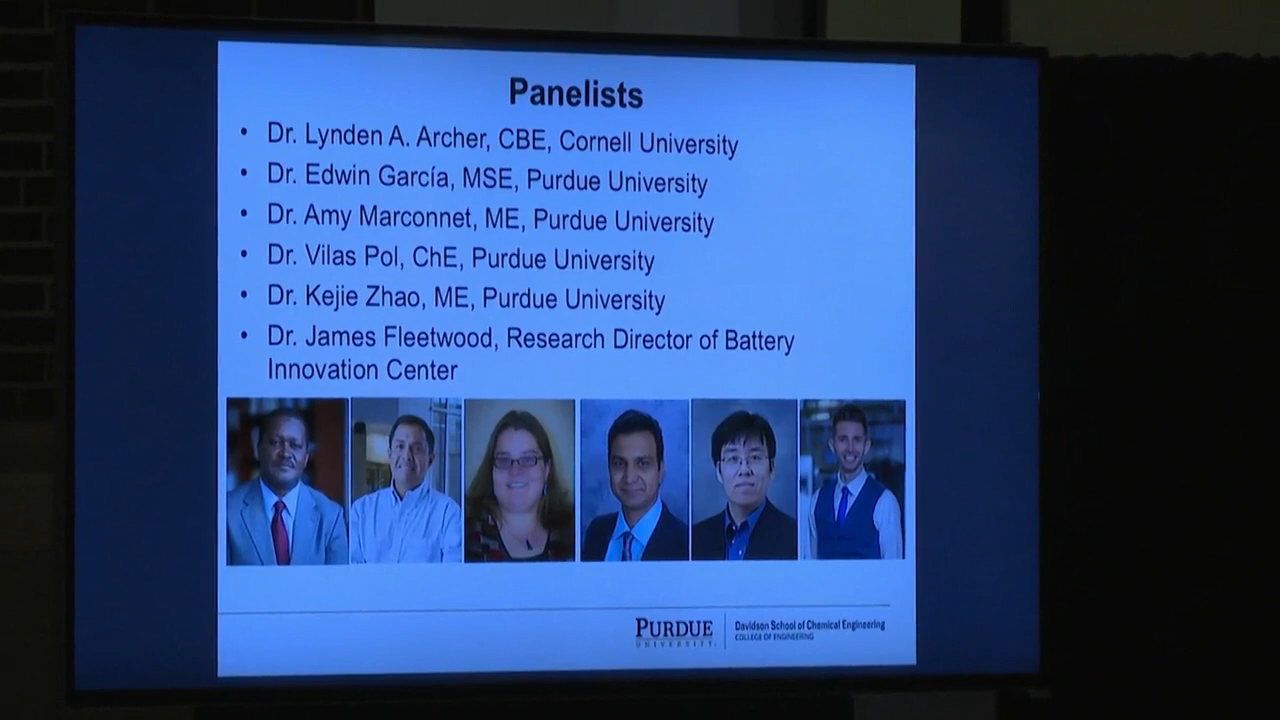 Panelists
• Dr. Lynden A. Archer, CBE, Cornell University
• Dr. Edwin García, MSE, Purdue University
• Dr. Amy Marconnet, ME, Purdue University
• Dr. Vilas Pol, ChE, Purdue University
• Dr. Kejie Zhao, ME, Purdue University
• Dr. James Fleetwood, Research Director of Battery
Innovation Center
PURDUE
UNIVERSITY
Davidson School of Chemical Engineering
COLLEGE OF ENGINEERING